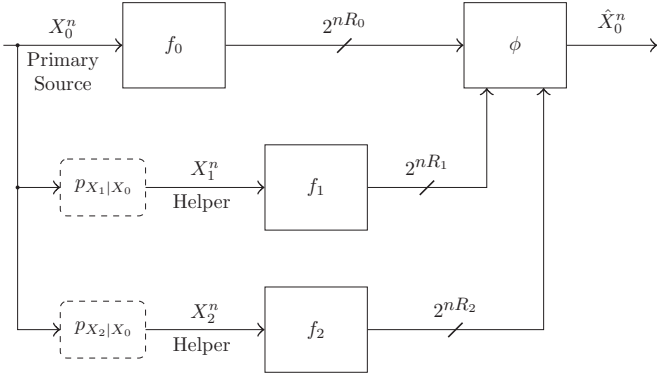 X_0^n
f_0
2^{nR_0}
ϕ
X̂_0^n
Primary
Source
p_{X_1|X_0}
X_1^n
Helper
f_1
2^{nR_1}
p_{X_2|X_0}
X_2^n
Helper
f_2
2^{nR_2}